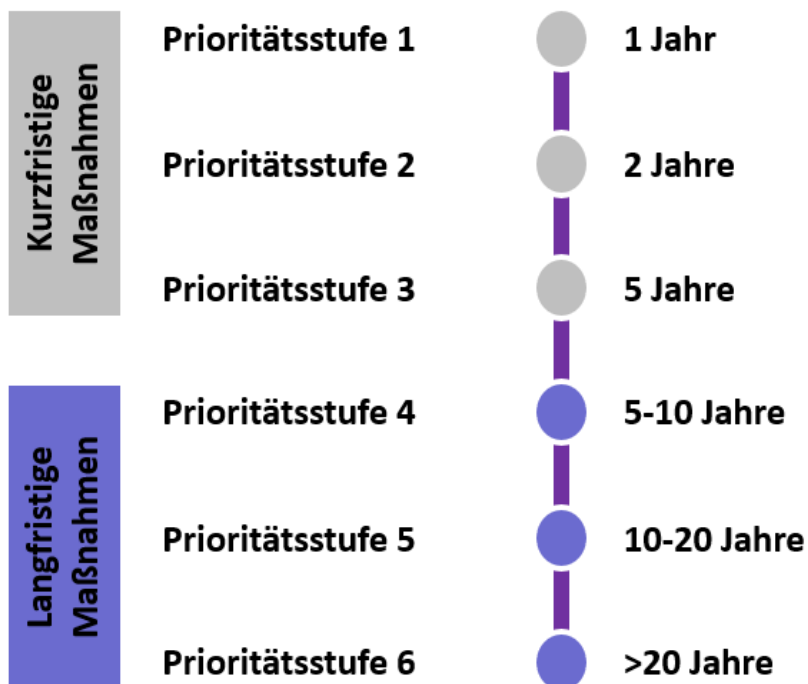 Kurzfristige
Maßnahmen
Prioritätsstufe 1
1 Jahr
Prioritätsstufe 2
2 Jahre
Prioritätsstufe 3
5 Jahre
Langfristige
Maßnahmen
Prioritätsstufe 4
5-10 Jahre
Prioritätsstufe 5
10-20 Jahre
Prioritätsstufe 6
>20 Jahre